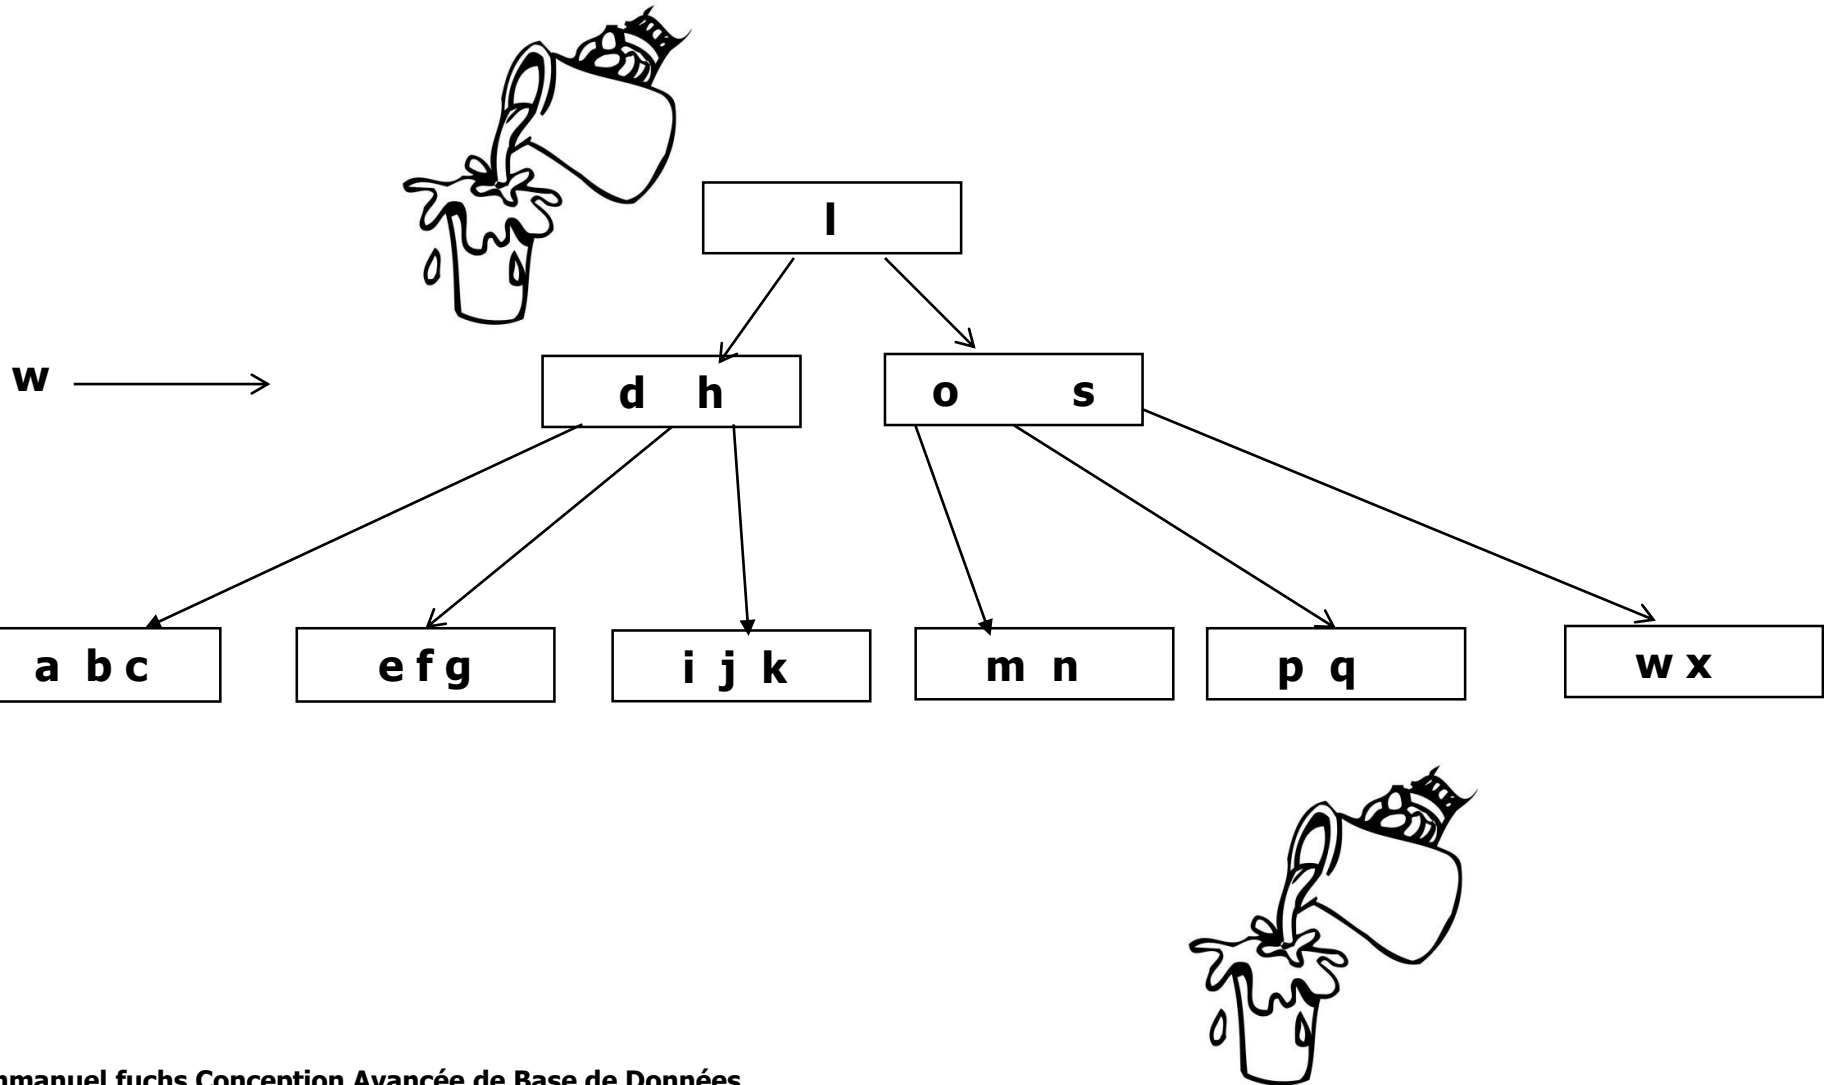 l
w
d h
o s
a b c
e f g
i j k
m n
p q
w x
mmanuel fuchs Conception Avancée de Base de Données